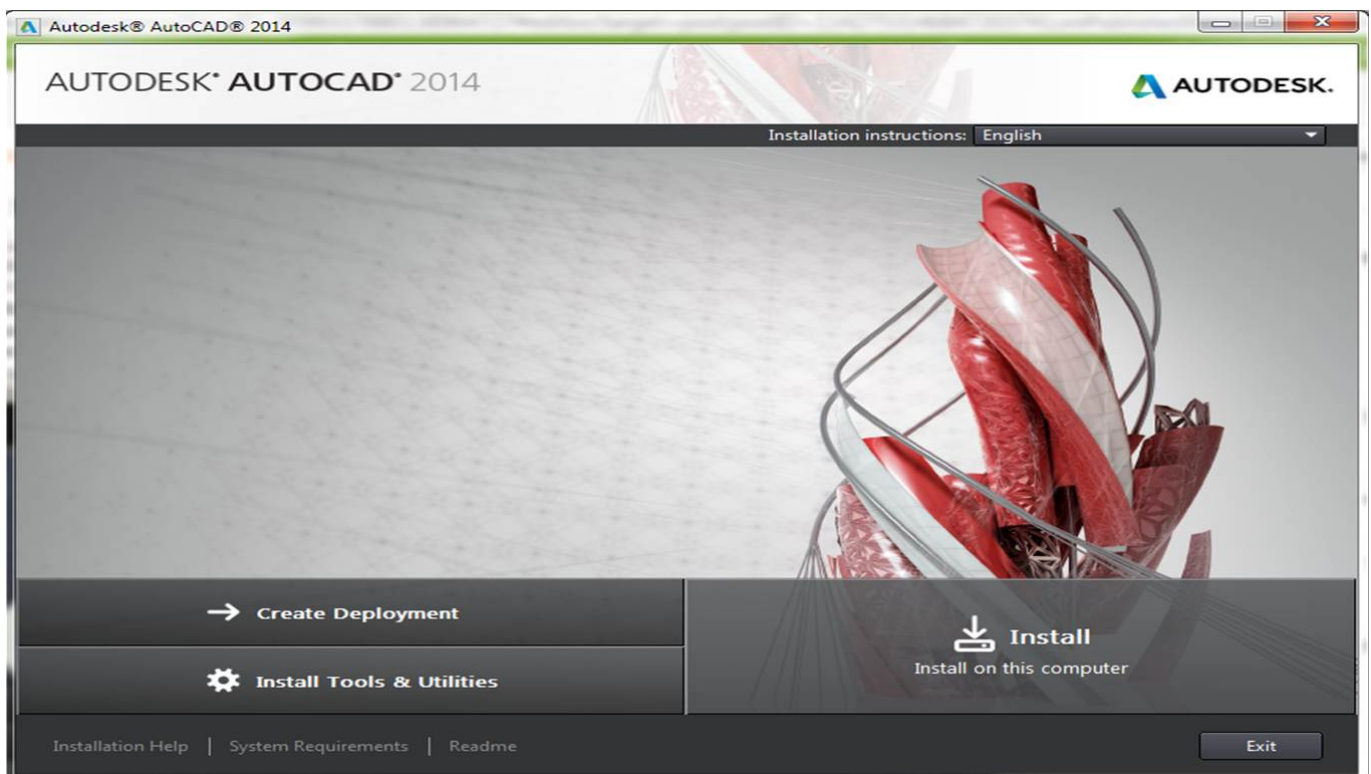 Autodesk® AutoCAD® 2014
AUTODESK® AUTOCAD® 2014
AUTODESK.
Installation instructions: English
Create Deployment
Install Tools & Utilities
Install
Install on this computer
Installation Help | System Requirements | Readme
Exit